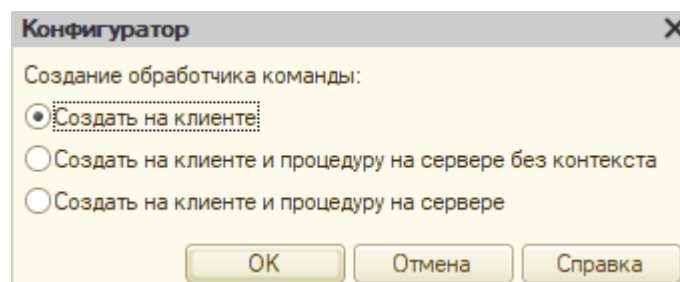 Конфигуратор
Создание обработчика команды:
Создать на клиенте
Создать на клиенте и процедуру на сервере без контекста
Создать на клиенте и процедуру на сервере
OK Отмена Справка